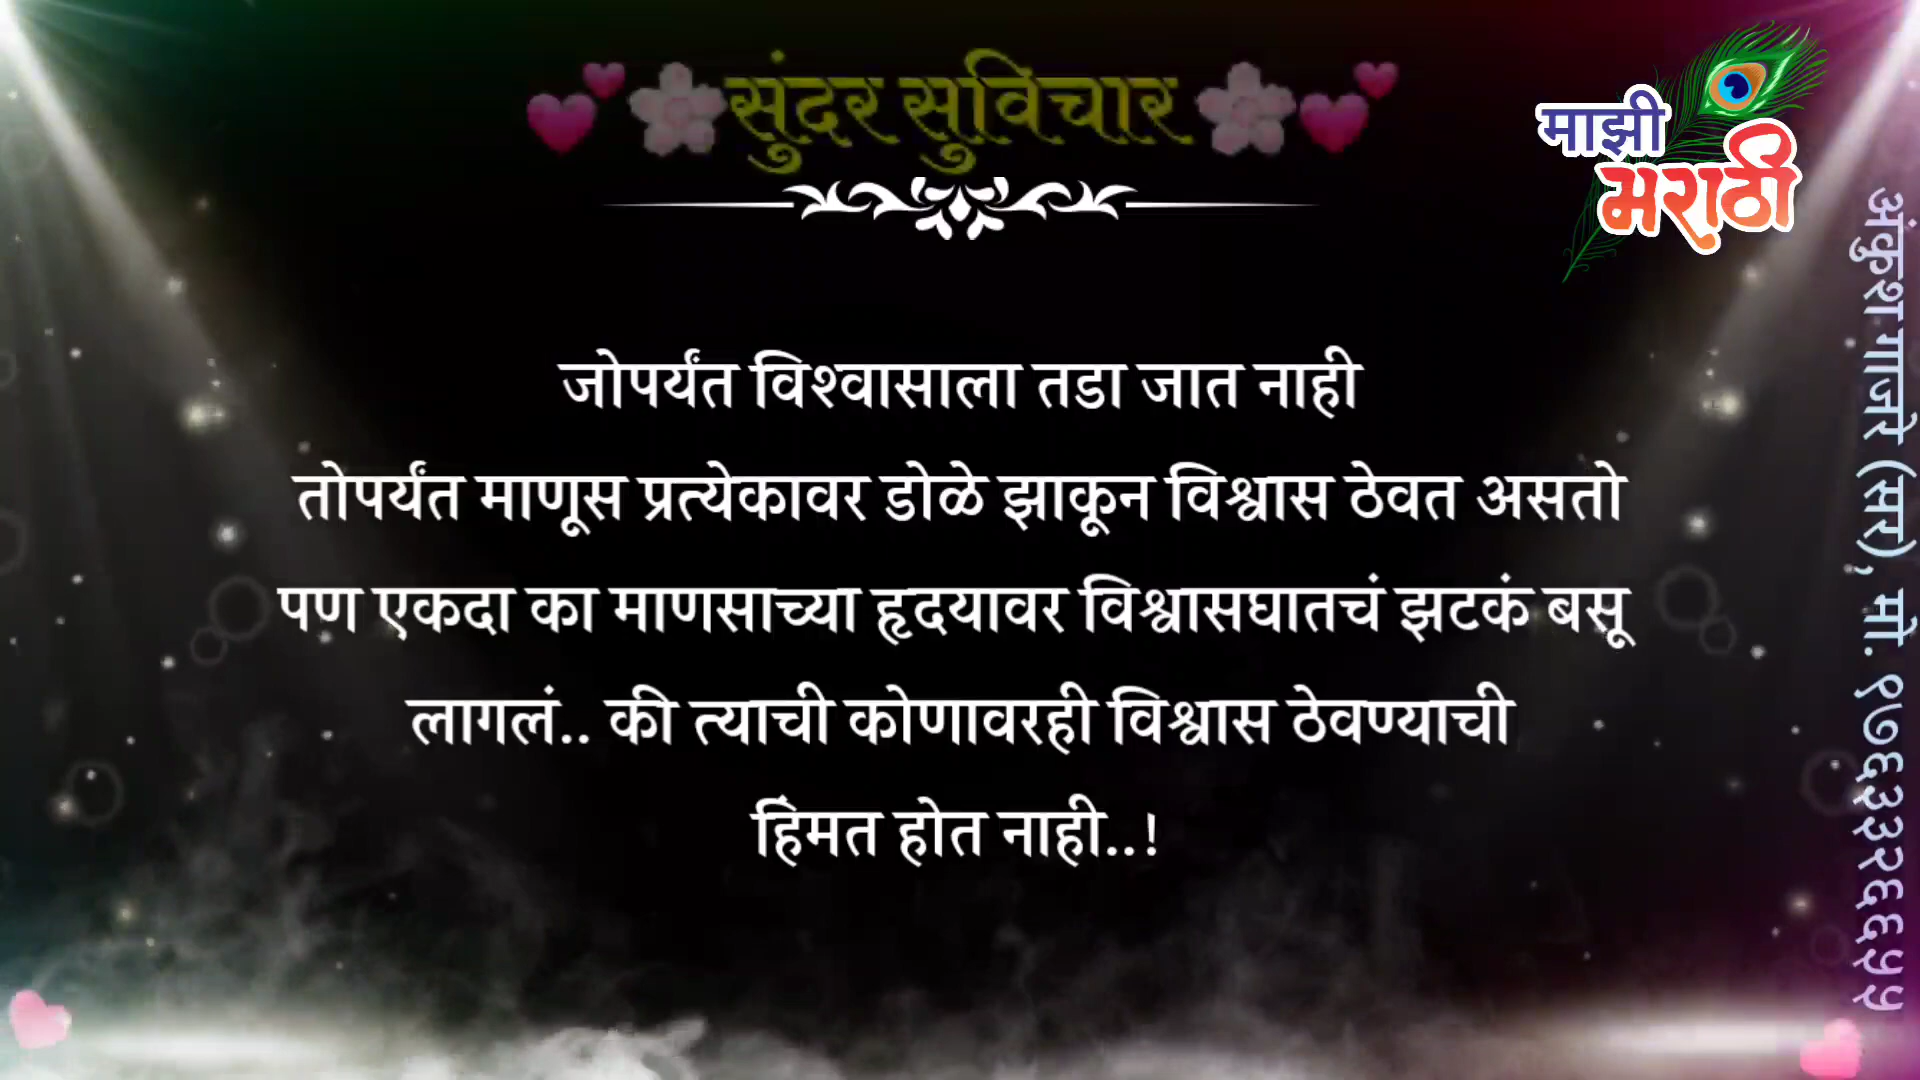 💕🌸सुंदर सुविचार🌸💕
माझी
मराठी
जोपर्यंत विश्वासाला तडा जात नाही
तोपर्यंत माणूस प्रत्येकावर डोळे झाकून विश्वास ठेवत असतो
पण एकदा का माणसाच्या हृदयावर विश्वासघातचं झटकं बसू
लागलं.. की त्याची कोणावरही विश्वास ठेवण्याची
हिंमत होत नाही..!
अंकुश गाजरे (सर), मो. ९७६३३२६६५५